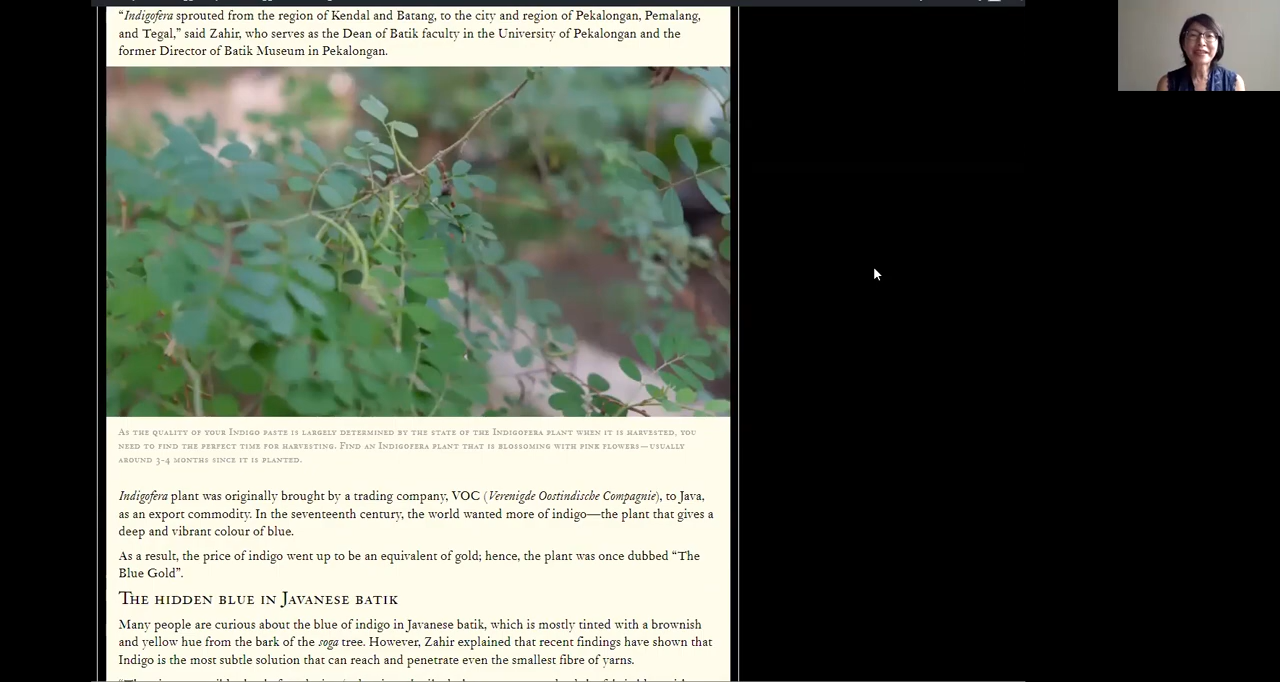 “Indigofera sprouted from the region of Kendal and Batang, to the city and region of Pekalongan, Pemalang,
and Tegal,” said Zahir, who serves as the Dean of Batik faculty in the University of Pekalongan and the
former Director of Batik Museum in Pekalongan.
As the quality of your Indigo paste is largely determined by the state of the Indigofera plant when it is harvested, you
need to find the perfect time for harvesting. Find an Indigofera plant that is blossoming with pink flowers—usually
around 3-4 months since it is planted.
Indigofera plant was originally brought by a trading company, VOC (Verenigde Oostindische Compagnie), to Java,
as an export commodity. In the seventeenth century, the world wanted more of indigo—the plant that gives a
deep and vibrant colour of blue.
As a result, the price of indigo went up to be an equivalent of gold; hence, the plant was once dubbed “The
Blue Gold”.
The hidden blue in Javanese batik
Many people are curious about the blue of indigo in Javanese batik, which is mostly tinted with a brownish
and yellow hue from the bark of the soga tree. However, Zahir explained that recent findings have shown that
Indigo is the most subtle solution that can reach and penetrate even the smallest fibre of yarns.